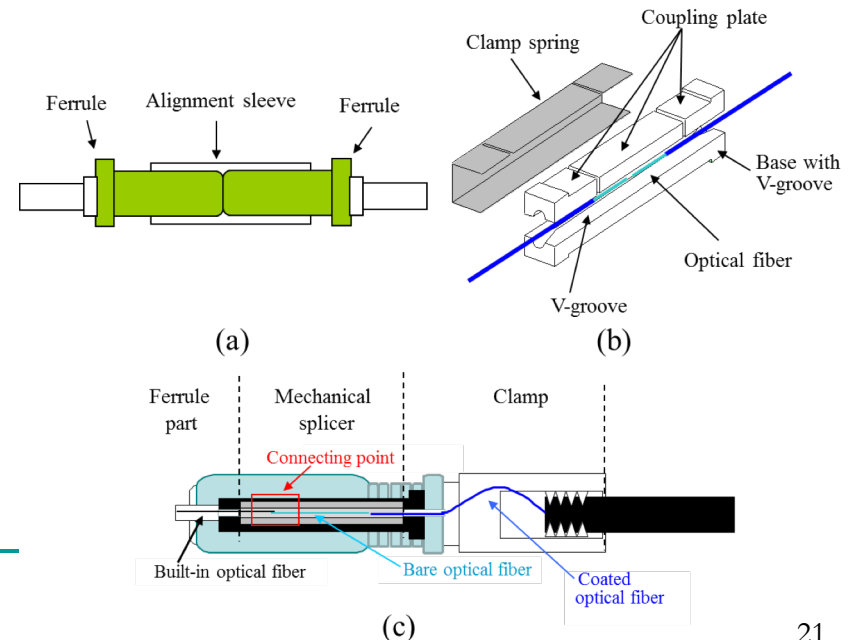 Coupling plate
Clamp spring
Ferrule
Alignment sleeve
Ferrule
Base with
V-groove
Optical fiber
V-groove
(a)
(b)
Ferrule
part
Mechanical
splicer
Clamp
Connecting point
Built-in optical fiber
Bare optical fiber
Coated
optical fiber
(c)
21